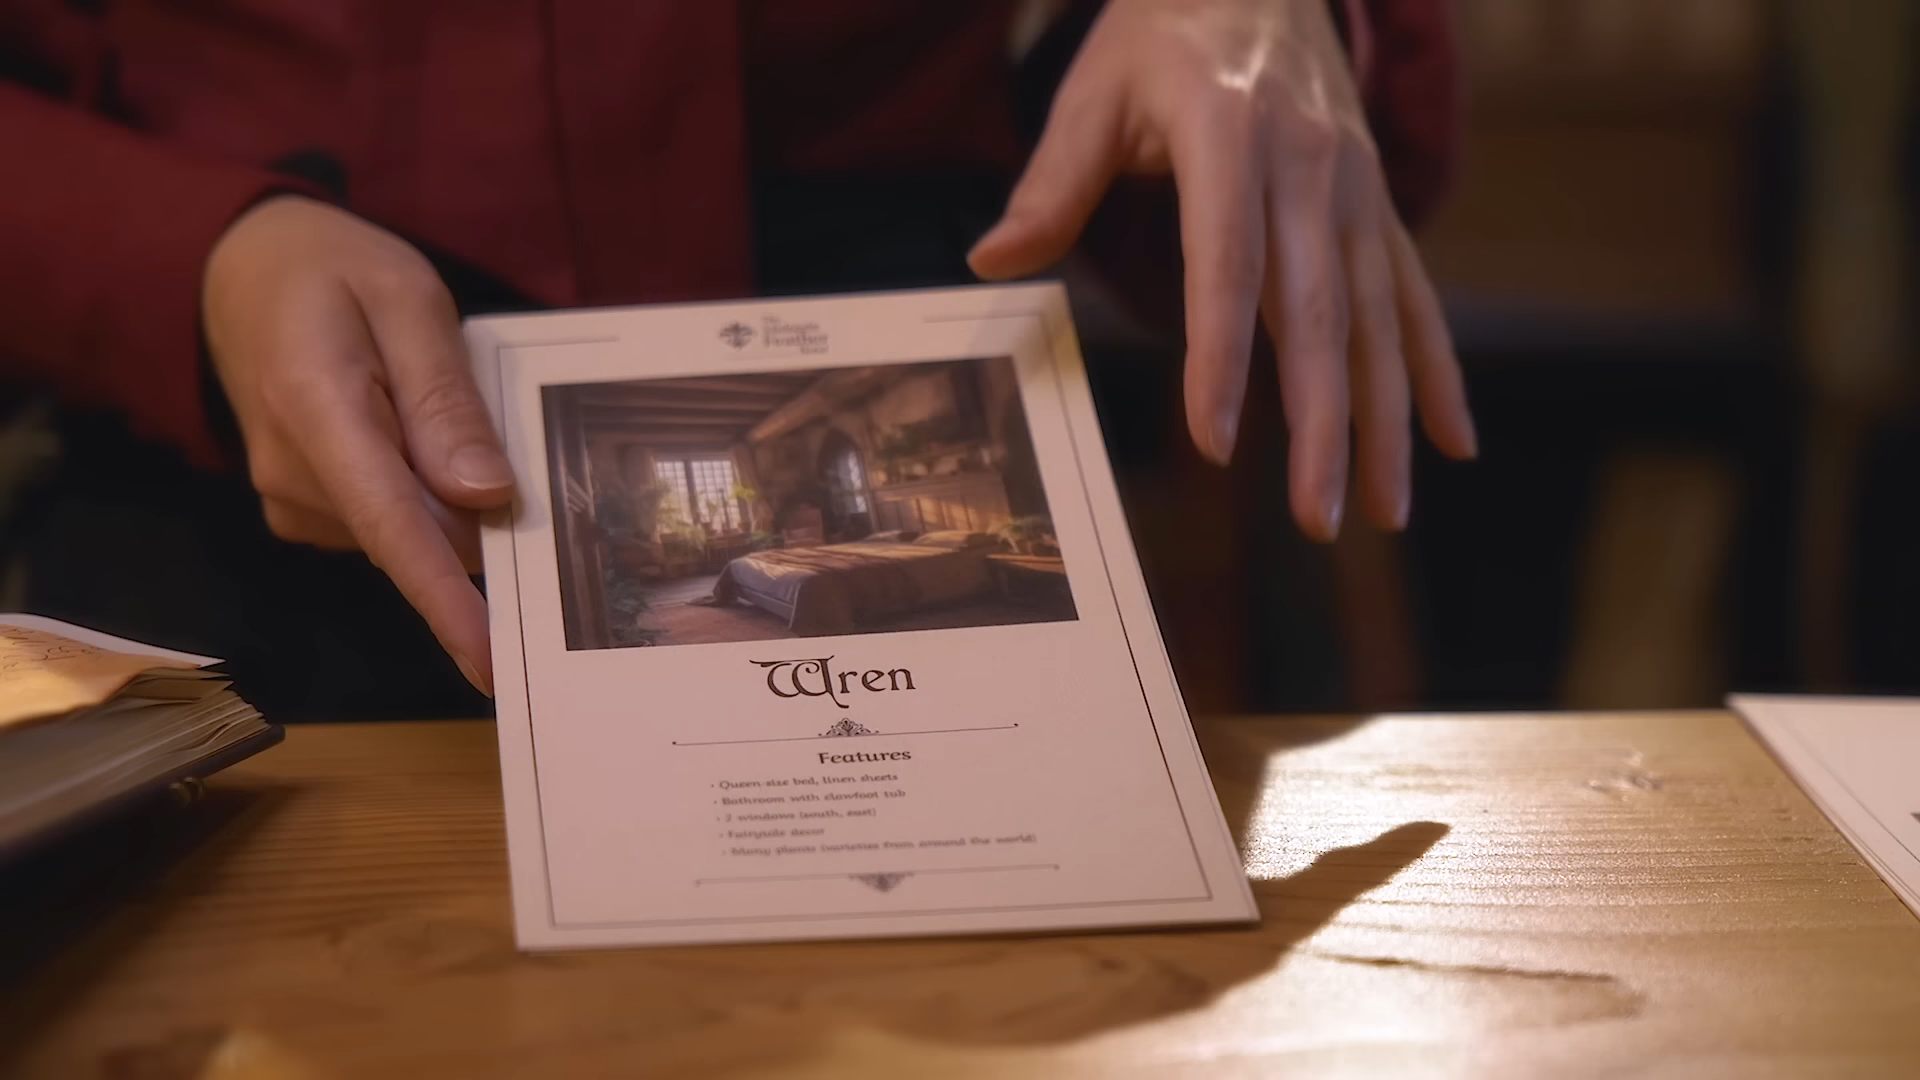 The
Feather
Hotel
Wren
Features
• Queen-size bed, linen sheets
• Bathroom with clawfoot tub
• 2 windows (south, east)
• Fairytale decor
• Many plants (varieties from around the world)